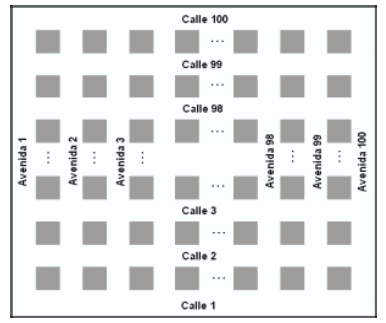 Calle 100
...
Calle 99
Calle 98
Avenida 1
Avenida 2
Avenida 3
Avenida 98
Avenida 99
Avenida 100
...
...
...
...
...
...
Calle 3
...
Calle 2
...
Calle 1